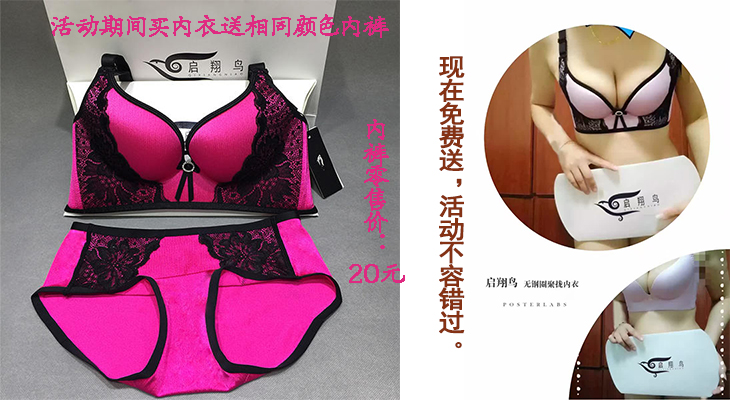 活动期间买内衣送相同颜色内裤
启翔鸟
QIXIANGNIAO
内裤零售价：
20元
现在免费送，活动不容错过。
启翔鸟
启翔鸟 无钢圈聚拢内衣
POSTERLABS
启翔鸟